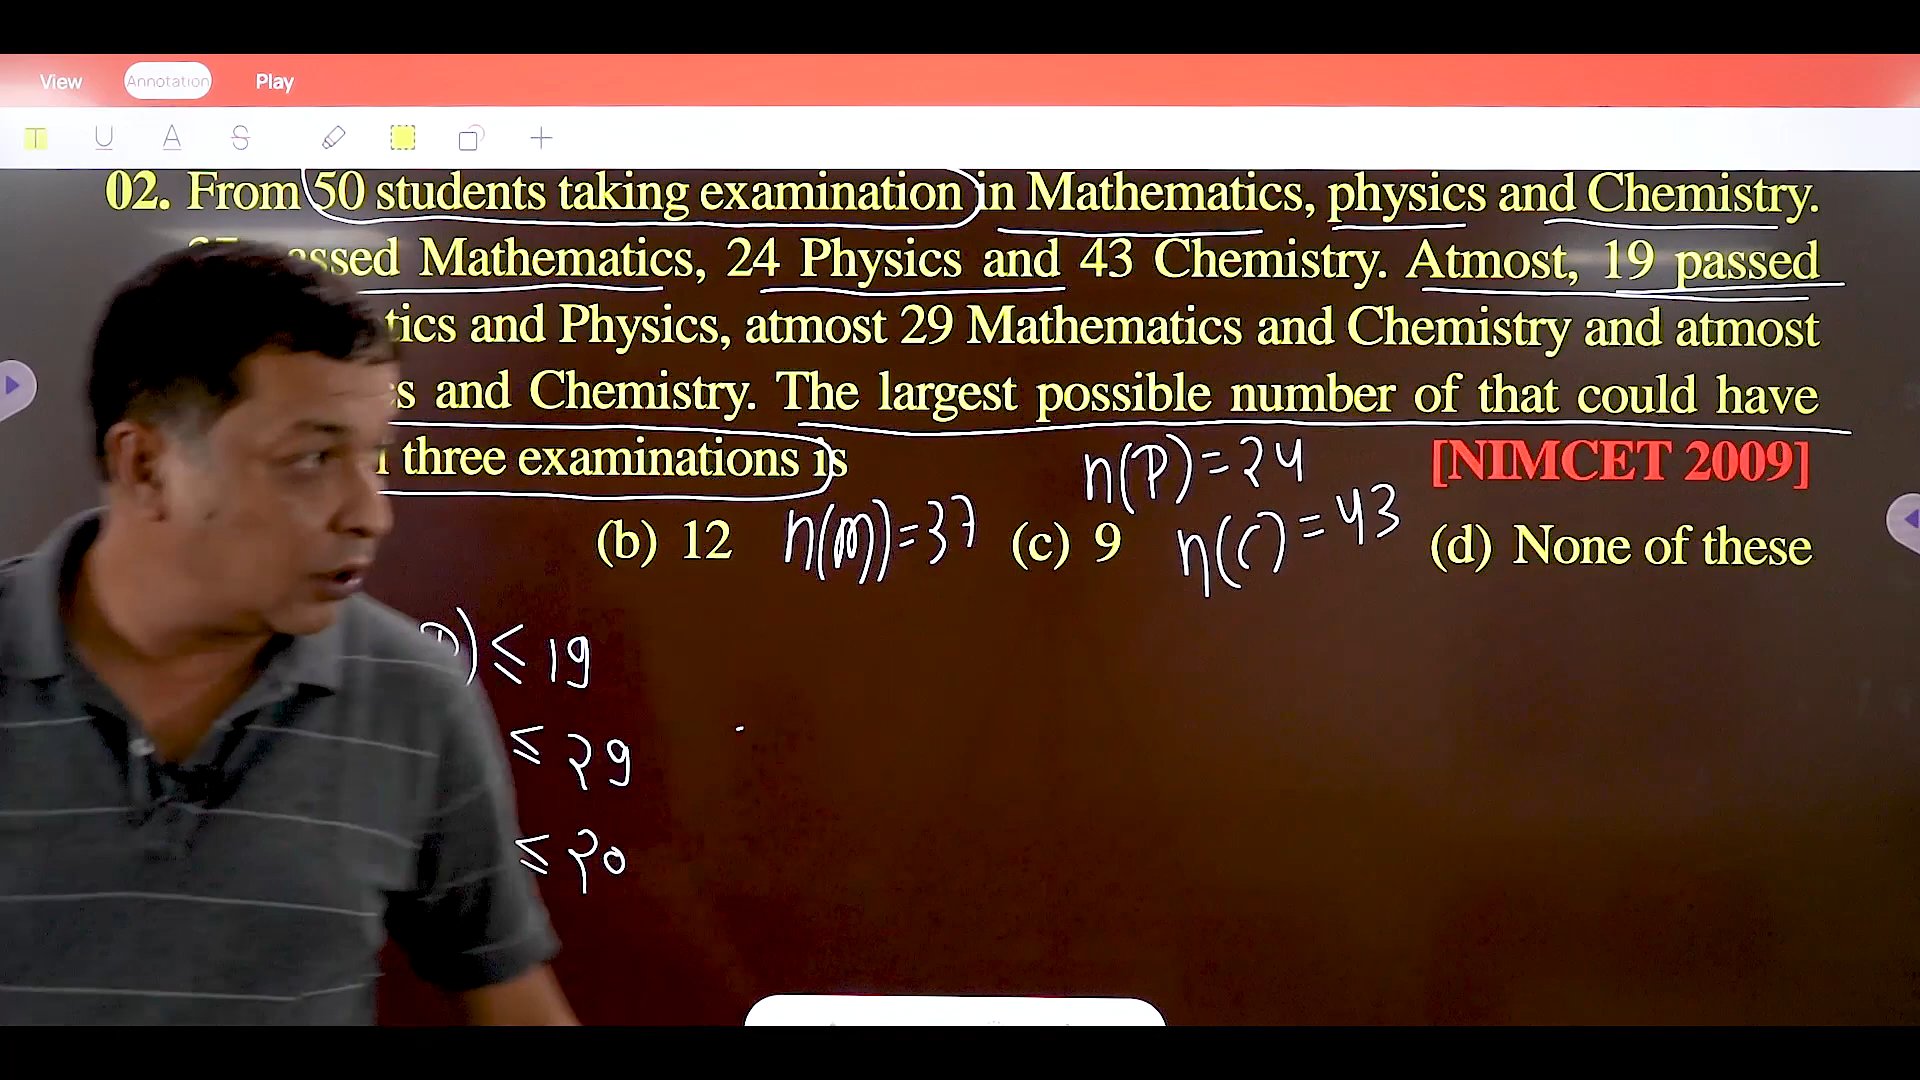 View Annotation Play
T U A S
02. From 50 students taking examination in Mathematics, physics and Chemistry.
passed Mathematics, 24 Physics and 43 Chemistry. Atmost, 19 passed
tics and Physics, atmost 29 Mathematics and Chemistry and atmost
s and Chemistry. The largest possible number of that could have
three examinations is
n(P)=24
[NIMCET 2009]
(b) 12
n(m)=37
(c) 9
n(C)=43
(d) None of these
P) ≤ 19
≤ 29
≤ 20